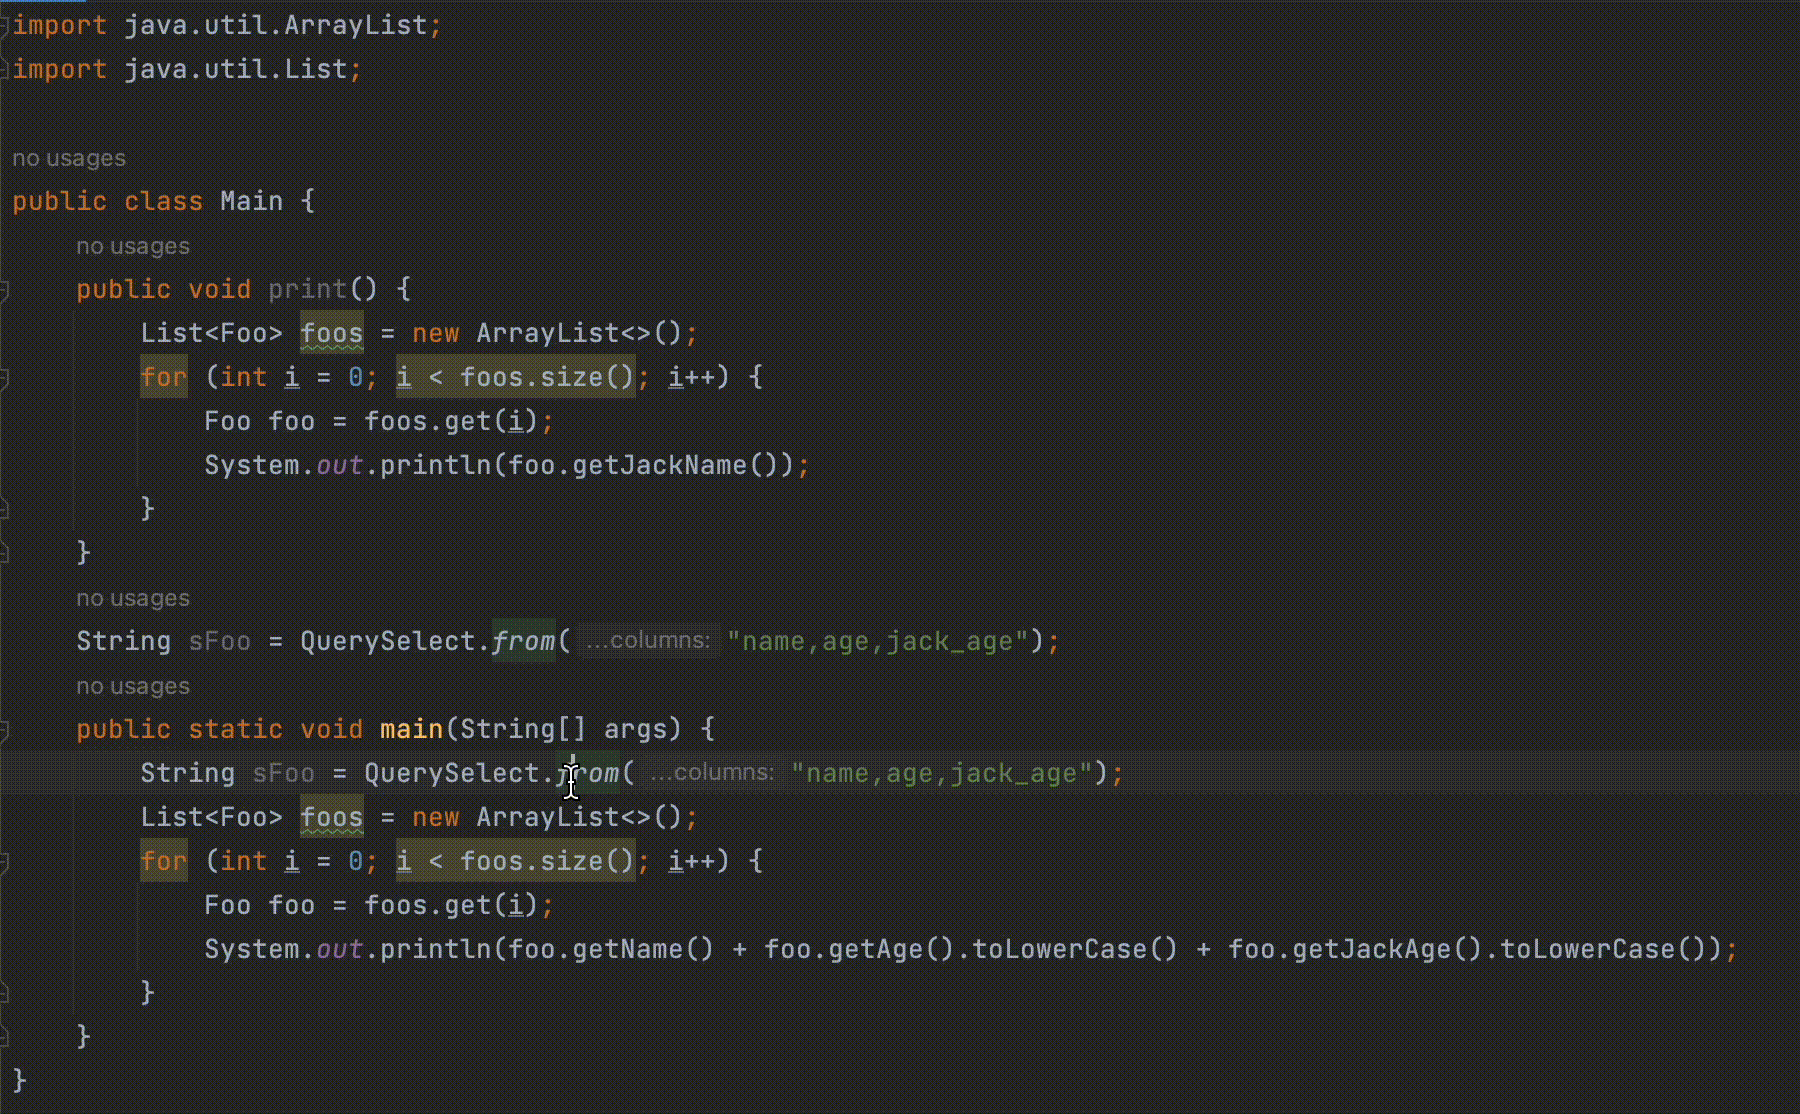 import java.util.ArrayList;
import java.util.List;
no usages
public class Main {
no usages
public void print() {
List<Foo> foos = new ArrayList<>();
for (int i = 0; i < foos.size(); i++) {
Foo foo = foos.get(i);
System.out.println(foo.getJackName());
}
}
no usages
String sFoo = QuerySelect.from( ...columns: "name,age,jack_age");
no usages
public static void main(String[] args) {
String sFoo = QuerySelect.from( ...columns: "name,age,jack_age");
List<Foo> foos = new ArrayList<>();
for (int i = 0; i < foos.size(); i++) {
Foo foo = foos.get(i);
System.out.println(foo.getName() + foo.getAge().toLowerCase() + foo.getJackAge().toLowerCase());
}
}
}